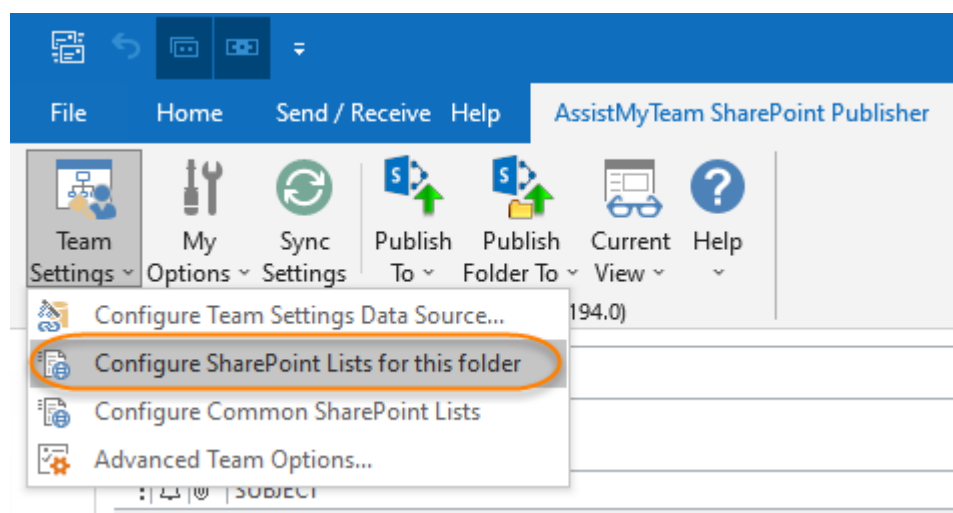 File Home Send / Receive Help AssistMyTeam SharePoint Publisher
Team My Sync Publish Publish Current Help
Settings Options Settings To Folder To View
194.0)
Configure Team Settings Data Source...
Configure SharePoint Lists for this folder
Configure Common SharePoint Lists
Advanced Team Options...
SUBJECT